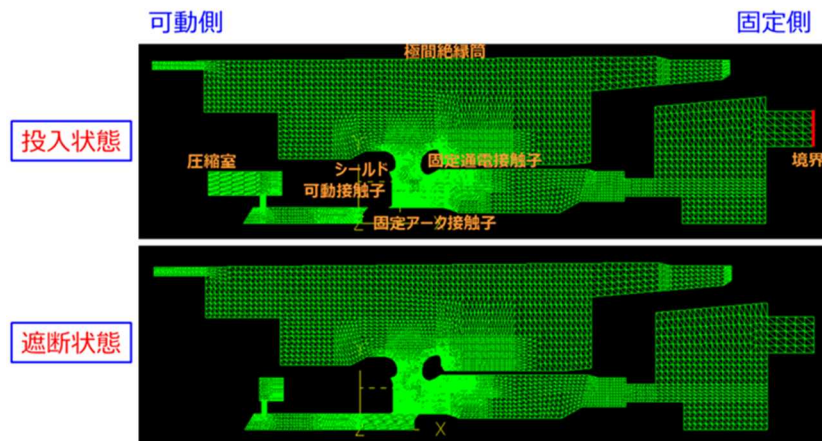 可動側
固定側
極間絶縁筒
投入状態
圧縮室
シールド
固定通電接触子
境界
可動接触子
固定アーク接触子
遮断状態
Z
X